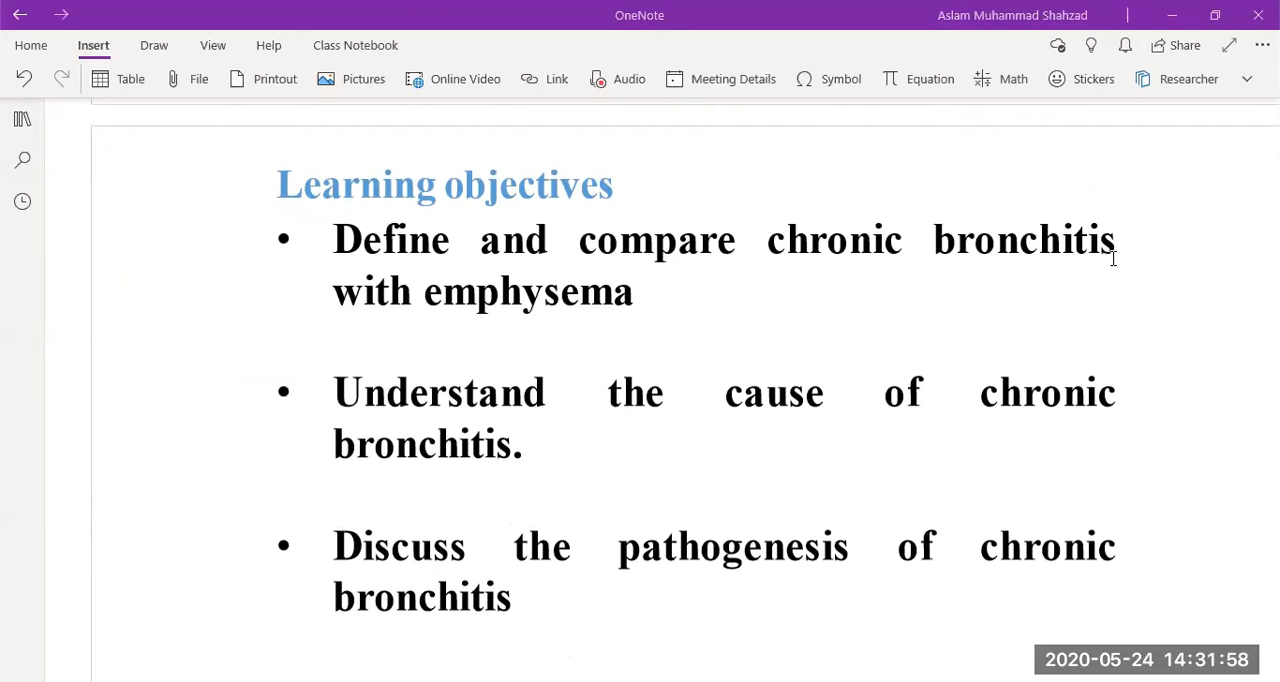 OneNote
Aslam Muhammad Shahzad
Home Insert Draw View Help Class Notebook Share
Table File Printout Pictures Online Video Link Audio Meeting Details Symbol Equation Math Stickers Researcher
Learning objectives
• Define and compare chronic bronchitis
with emphysema
• Understand the cause of chronic
bronchitis.
• Discuss the pathogenesis of chronic
bronchitis
2020-05-24 14:31:58